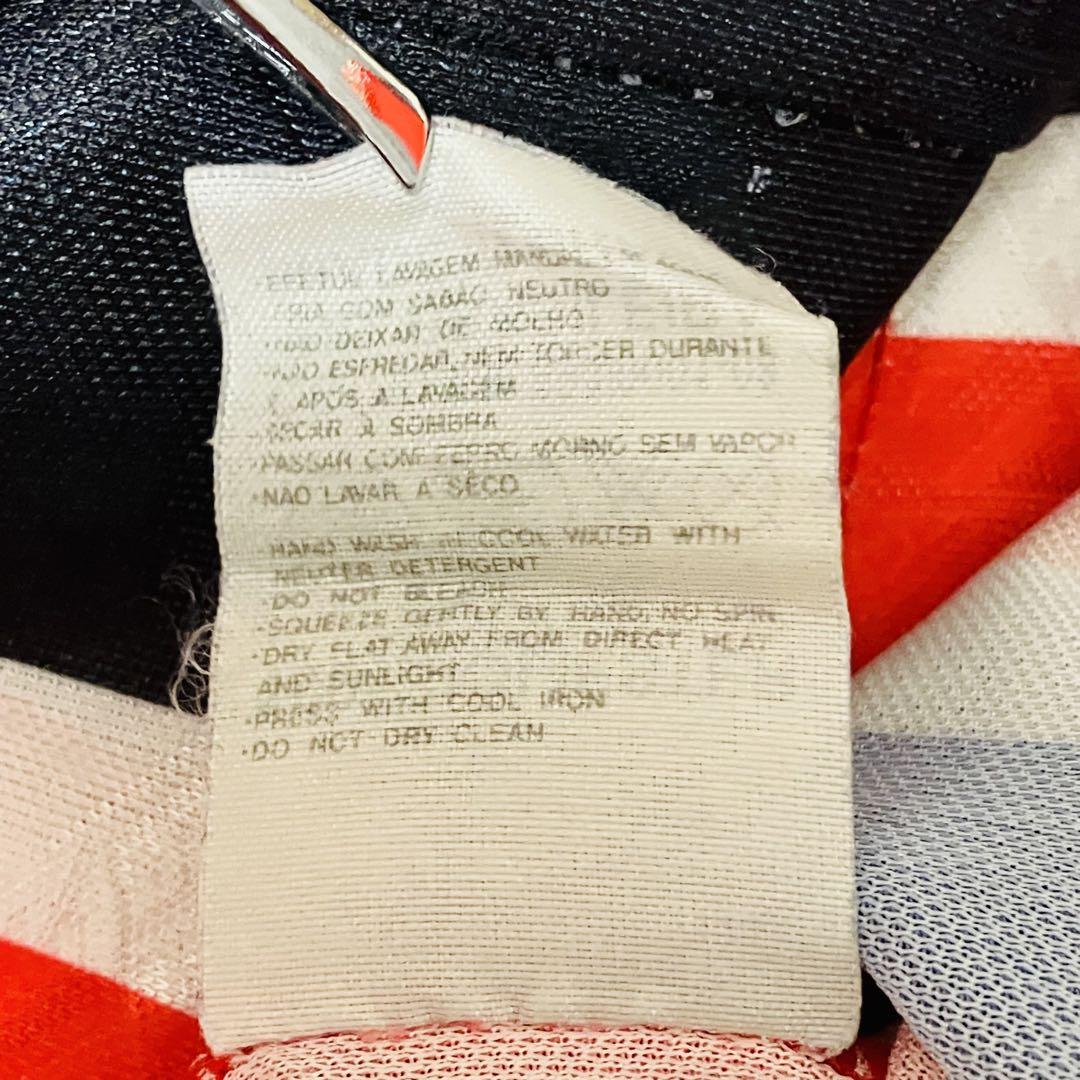 LAVAGEM
COM SABAO NEUTRO
DEIXAR DE MOLHO
ESFREGAR, NEM TORCER DURANTE
E APÓS A LAVAGEM
SECAR A SOMBRA
•PASSAR COM FERRO MORNO SEM VAPOR
•NAO LAVAR A SECO
•HAND WASH IN COOL WATER WITH
DETERGENT
•DO NOT BLEACH
•SQUEEZE GENTLY BY HAND, NO SPIN
•DRY FLAT AWAY FROM DIRECT HEAT
AND SUNLIGHT
•PRESS WITH COOL IRON
•DO NOT DRY CLEAN